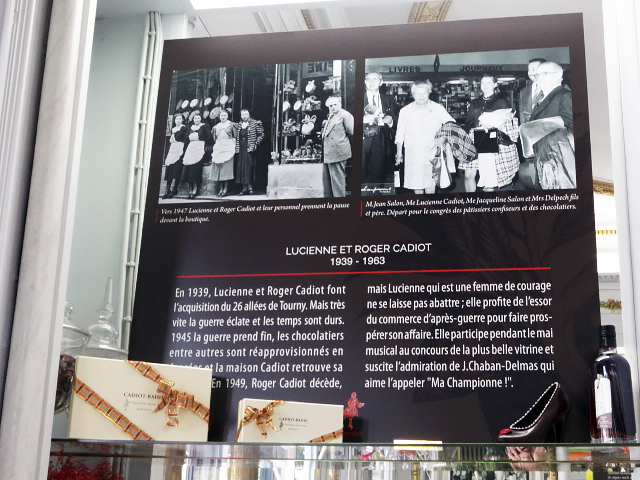 LIVRES JOURNAUX
Vers 1947 Lucienne et Roger Cadiot et leur personnel prennent la pause
devant la boutique.
M.Jean Salon, Me Lucienne Cadiot, Me Jacqueline Salon et Mrs Delpech fils
et père. Départ pour le congrès des pâtissiers confiseurs et des chocolatiers.
LUCIENNE ET ROGER CADIOT
1939 - 1963
En 1939, Lucienne et Roger Cadiot font
l'acquisition du 26 allées de Tourny. Mais très
vite la guerre éclate et les temps sont durs.
1945 la guerre prend fin, les chocolatiers
entre autres sont réapprovisionnés en
et la maison Cadiot retrouve sa
En 1949, Roger Cadiot décède,
mais Lucienne qui est une femme de courage
ne se laisse pas abattre ; elle profite de l'essor
du commerce d'après-guerre pour faire pros-
pérer son affaire. Elle participe pendant le mai
musical au concours de la plus belle vitrine et
suscite l'admiration de J.Chaban-Delmas qui
aime l'appeler "Ma Championne !".
CADIOT-BADIE
CADIOT-BADIE